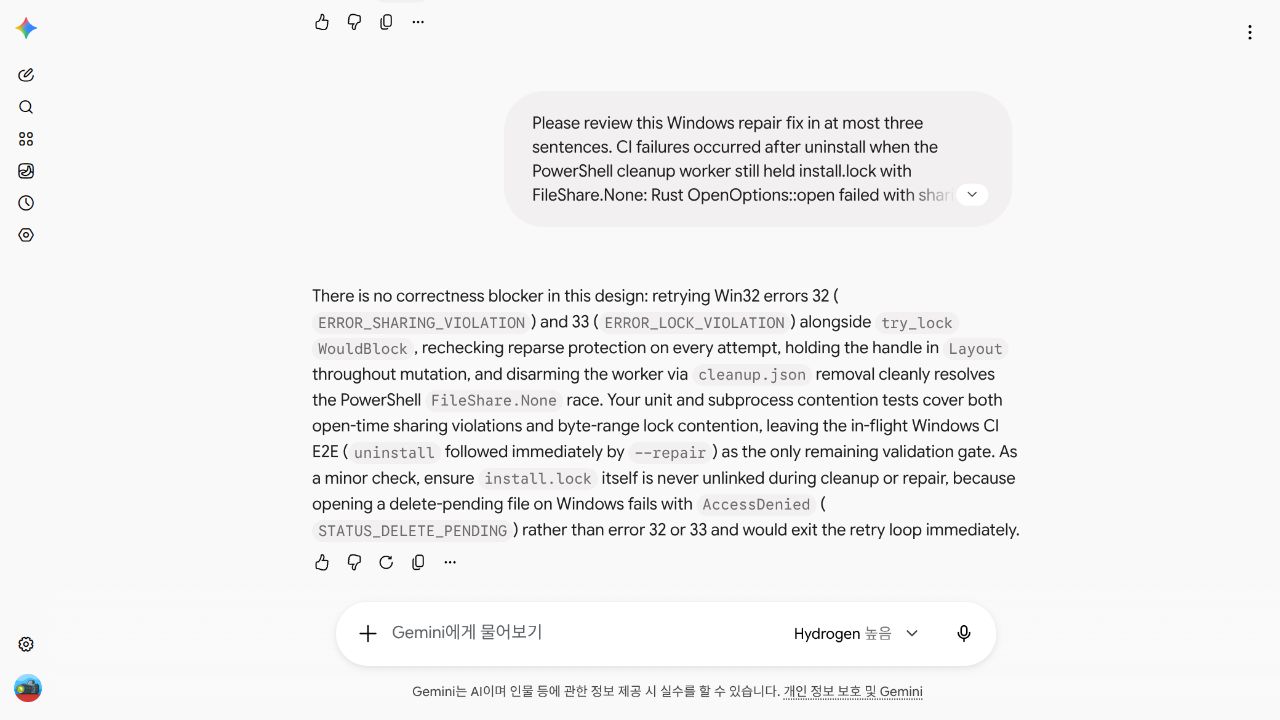 Please review this Windows repair fix in at most three
sentences. CI failures occurred after uninstall when the
PowerShell cleanup worker still held install.lock with
FileShare.None: Rust OpenOptions::open failed with shari
There is no correctness blocker in this design: retrying Win32 errors 32 (
ERROR_SHARING_VIOLATION ) and 33 ( ERROR_LOCK_VIOLATION ) alongside try_lock
WouldBlock , rechecking reparse protection on every attempt, holding the handle in Layout
throughout mutation, and disarming the worker via cleanup.json removal cleanly resolves
the PowerShell FileShare.None race. Your unit and subprocess contention tests cover both
open-time sharing violations and byte-range lock contention, leaving the in-flight Windows CI
E2E ( uninstall followed immediately by --repair ) as the only remaining validation gate. As
a minor check, ensure install.lock itself is never unlinked during cleanup or repair, because
opening a delete-pending file on Windows fails with AccessDenied (
STATUS_DELETE_PENDING ) rather than error 32 or 33 and would exit the retry loop immediately.
Gemini에게 물어보기
Hydrogen 높음
Gemini는 AI이며 인물 등에 관한 정보 제공 시 실수를 할 수 있습니다. 개인 정보 보호 및 Gemini